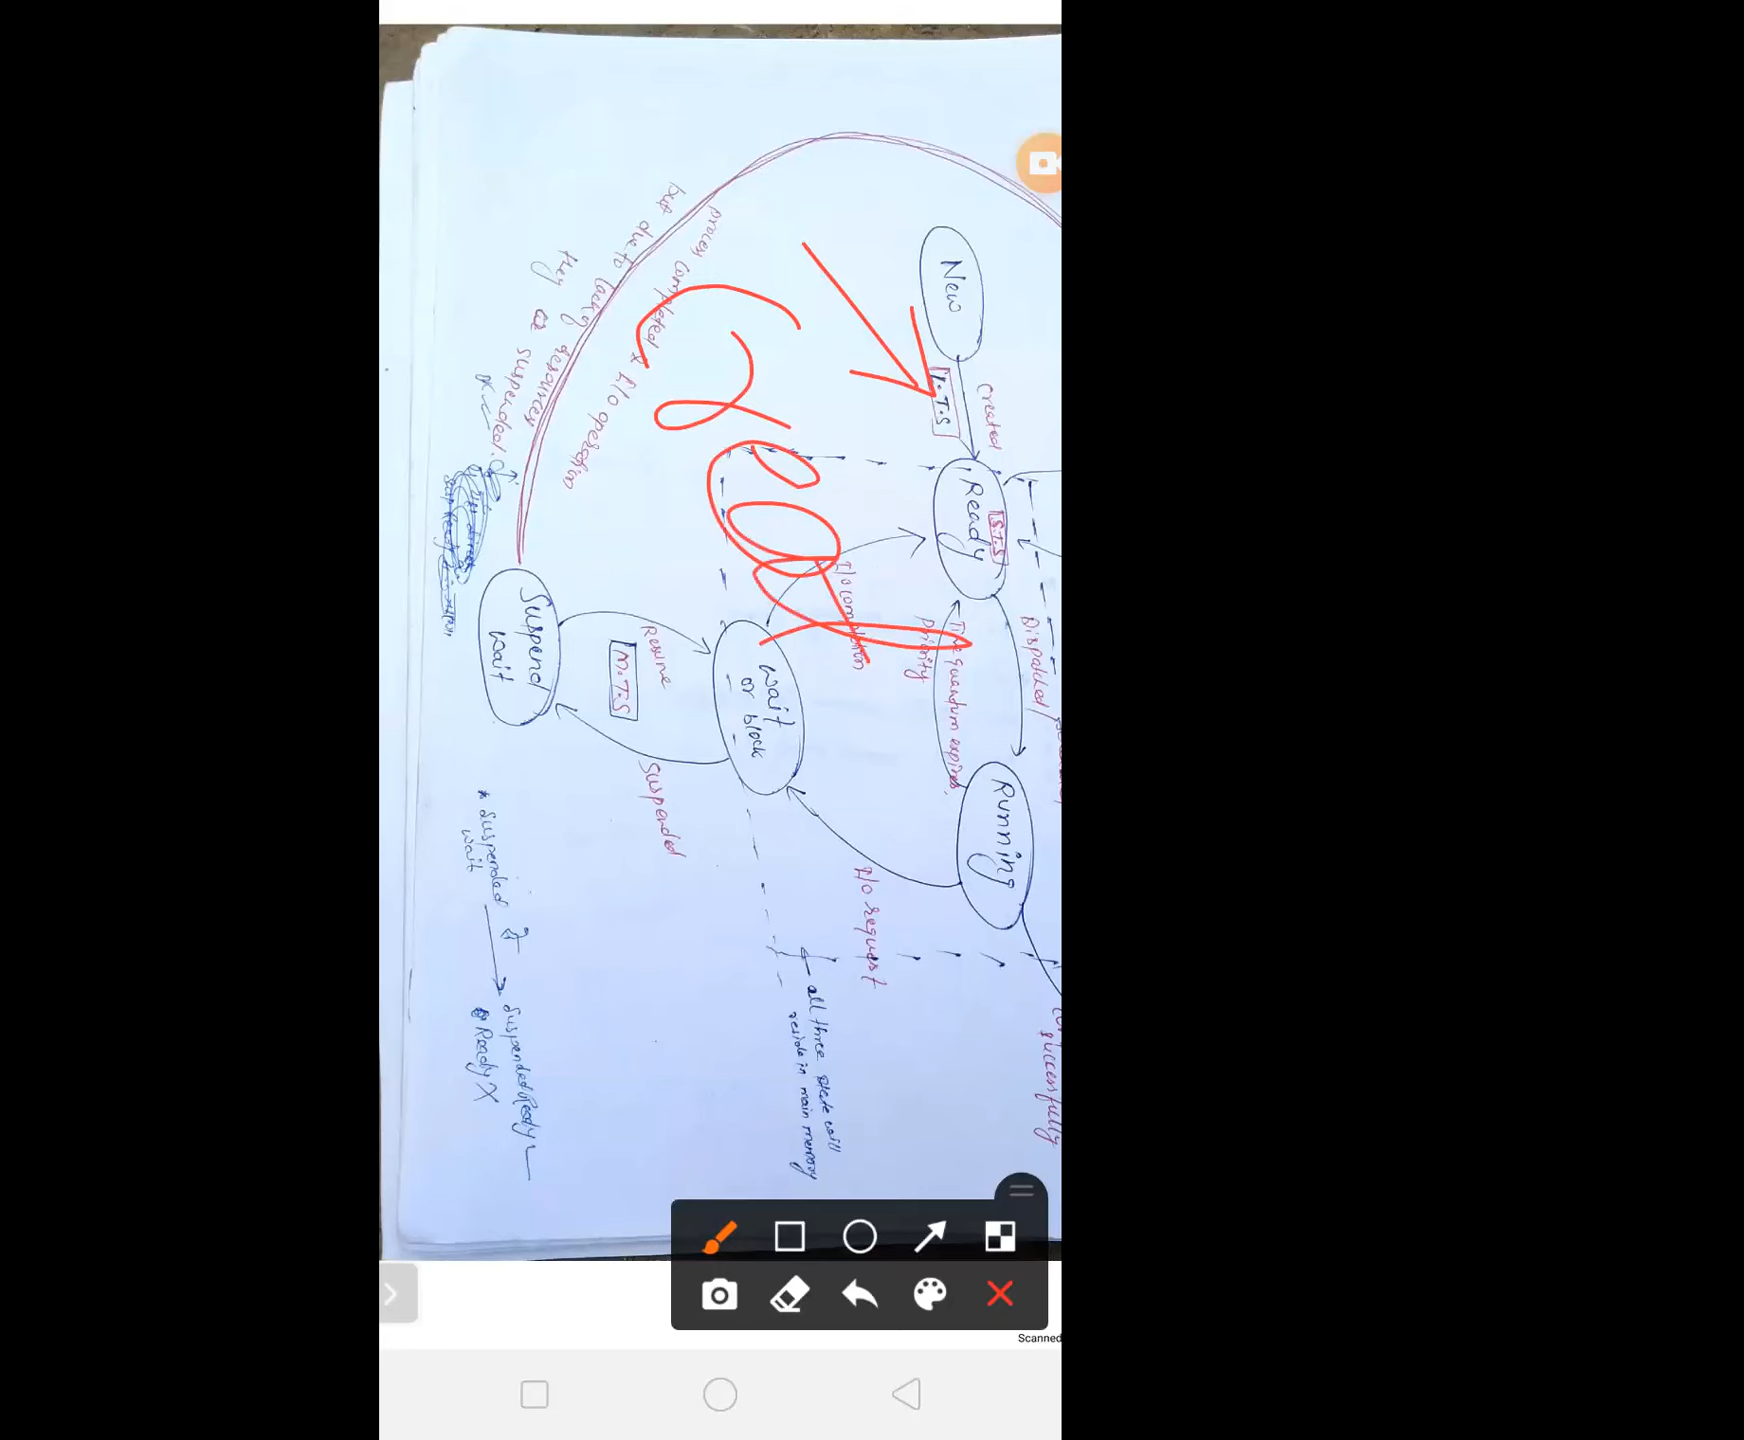 New
created
L.T.S
Ready
S.T.S
Dispatched/
Running
Time quantum expires,
priority
I/O completion
I/O request
successfully
wait
or block
all three state will
reside in main memory
Resume
M.T.S
Suspended
Suspend
wait
process completed I/O operation
but due to lack of resources
they are suspended.
* Suspended
wait
Suspended Ready
Ready X
Scanned